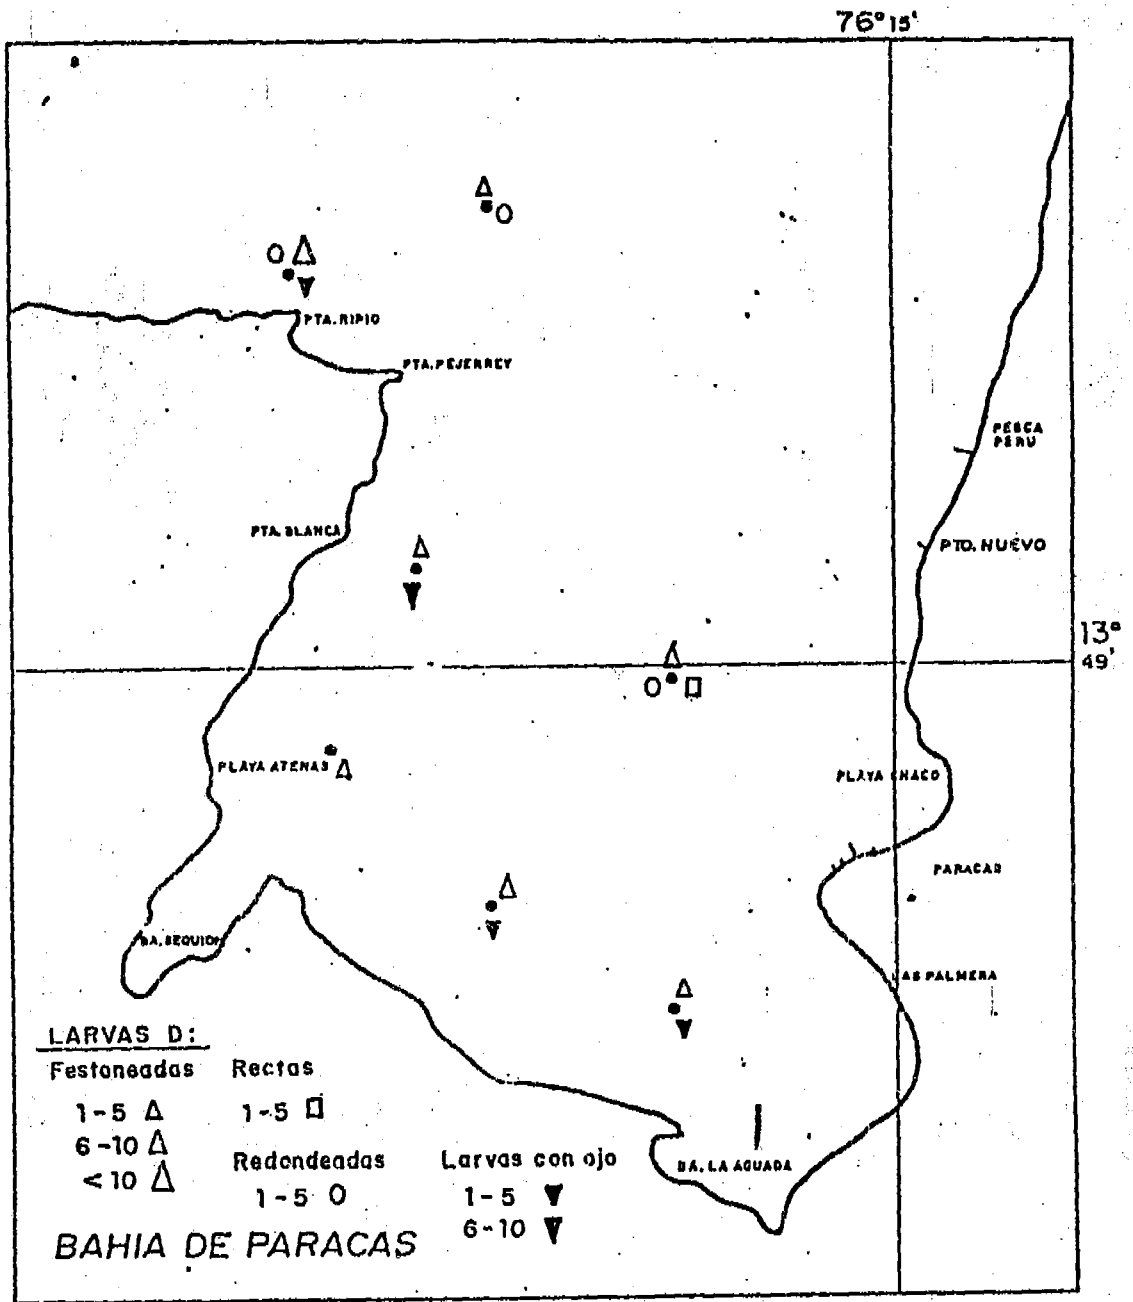 76° 15'
PTA. RIPIO
PTA. PEJERREY
PESCA
PERU
PTA. BLANCA
PTO. NUEVO
13°
49'
PLAYA ATENAS
PLAYA CHACO
PARACAS
BA. SEQUION
AS PALMERA
LARVAS D:
Festoneadas
1-5
6-10
<10
Rectas
1-5
Redondeadas
1-5
Larvas con ojo
1-5
6-10
BA. LA AGUADA
BAHIA DE PARACAS